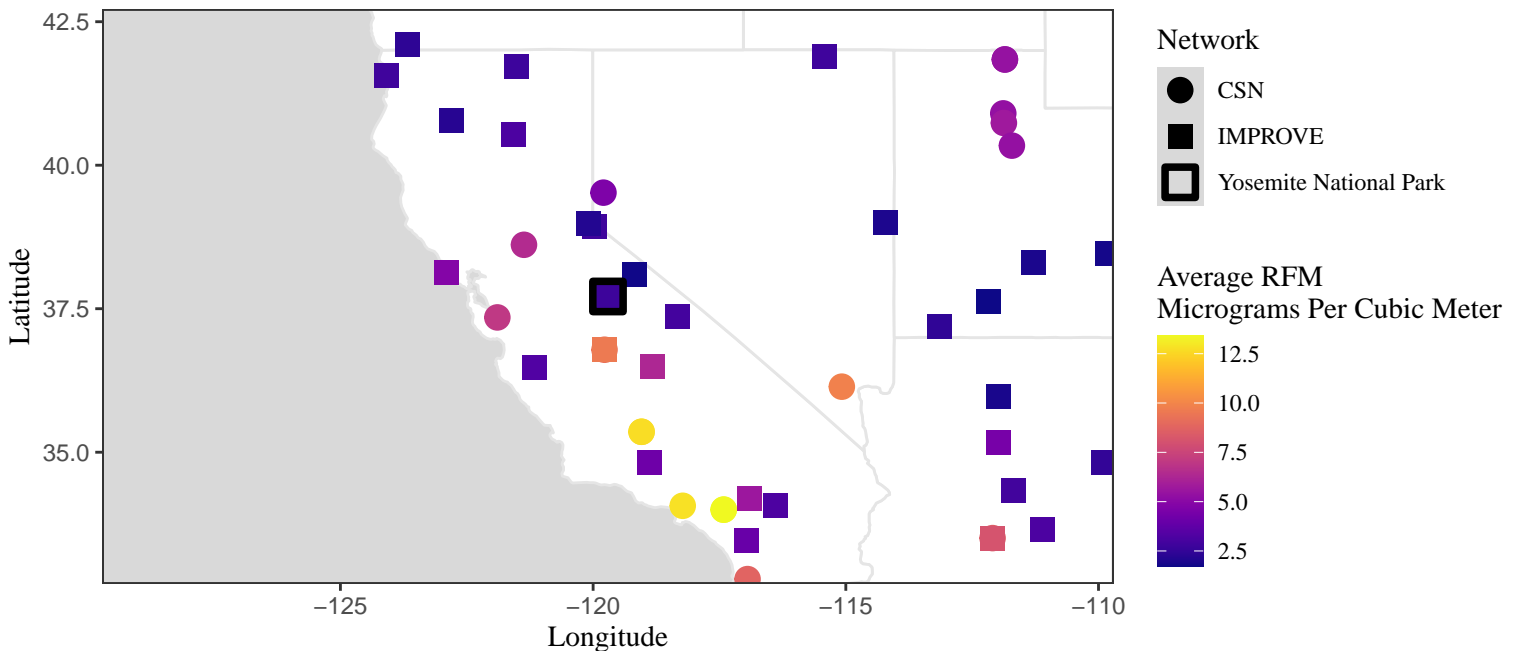 42.5
40.0
37.5
35.0
Latitude
−125
−120
−115
−110
Longitude
Network
CSN
IMPROVE
Yosemite National Park
Average RFM
Micrograms Per Cubic Meter
12.5
10.0
7.5
5.0
2.5